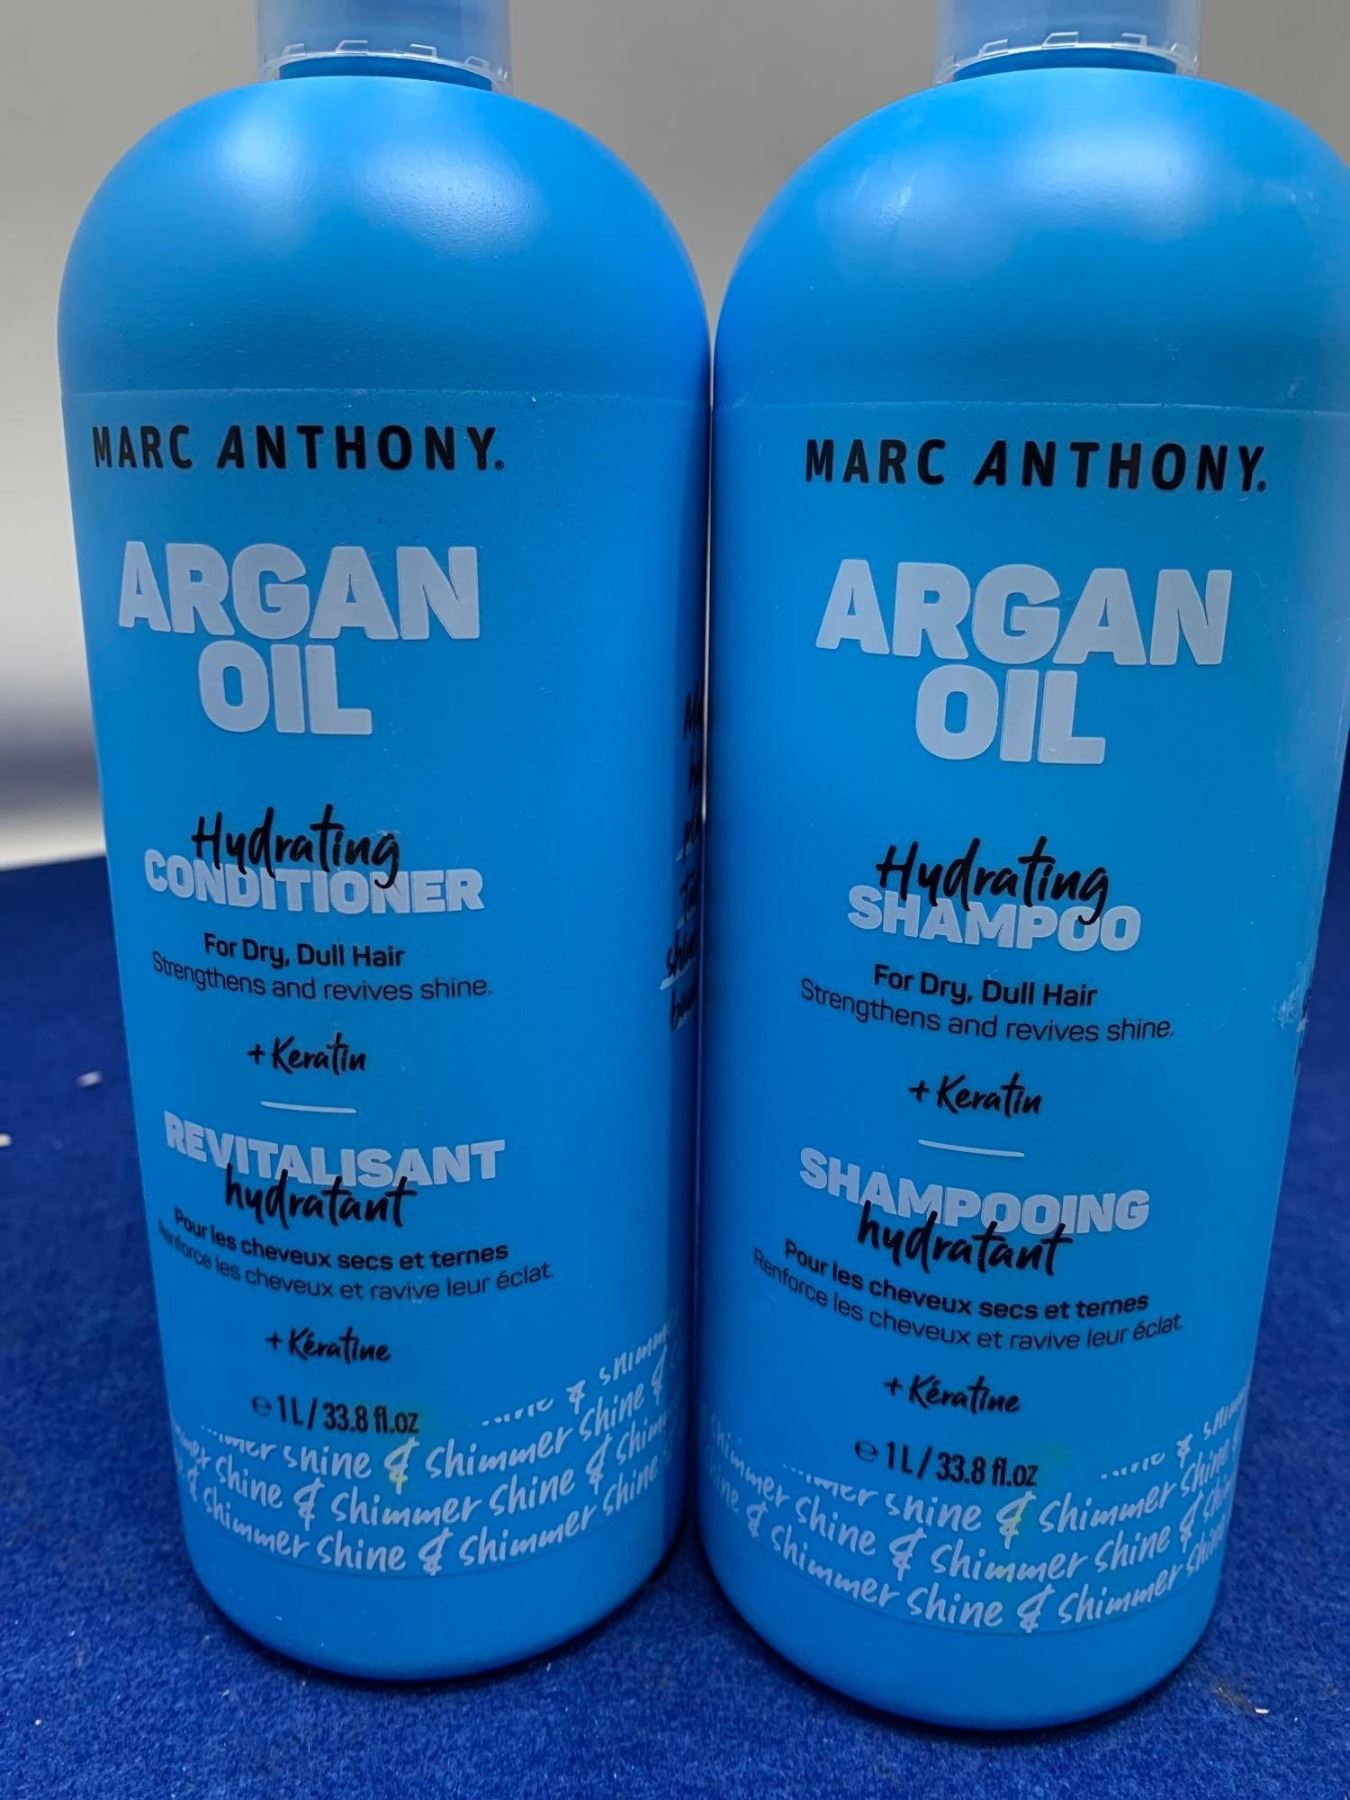 MARC ANTHONY®
ARGAN
OIL
Hydrating
CONDITIONER
For Dry, Dull Hair
Strengthens and revives shine.
+Keratin
REVITALISANT
hydratant
Pour les cheveux secs et ternes
Renforce les cheveux et ravive leur éclat.
+Kératine
℮ 1 L / 33.8 fl.oz
shine & shimmer shine &
shine & shimmer shine & shimmer
& shimmer shine & shimmer shine
MARC ANTHONY®
ARGAN
OIL
Hydrating
SHAMPOO
For Dry, Dull Hair
Strengthens and revives shine.
+Keratin
SHAMPOOING
hydratant
Pour les cheveux secs et ternes
Renforce les cheveux et ravive leur éclat.
+Kératine
℮ 1 L / 33.8 fl.oz
shimmer shine & shimmer shine
shine & shimmer shine &
& shimmer shine & shimmer shine